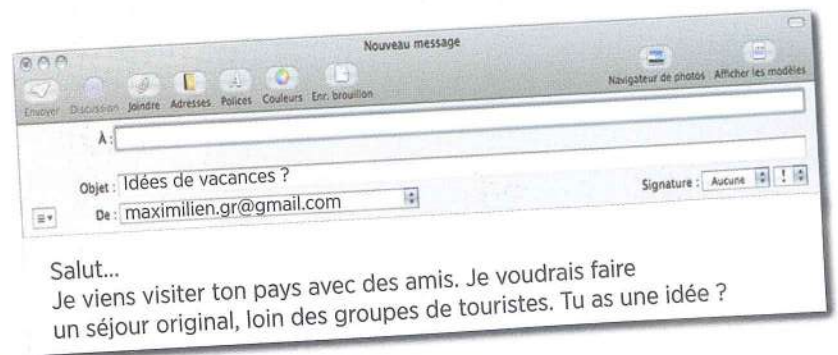 Nouveau message
Envoyer Discussion Joindre Adresses Polices Couleurs Enr. brouillon Navigateur de photos Afficher les modèles
À :
Objet : Idées de vacances ?
De : maximilien.gr@gmail.com Signature : Aucune !
Salut...
Je viens visiter ton pays avec des amis. Je voudrais faire
un séjour original, loin des groupes de touristes. Tu as une idée ?